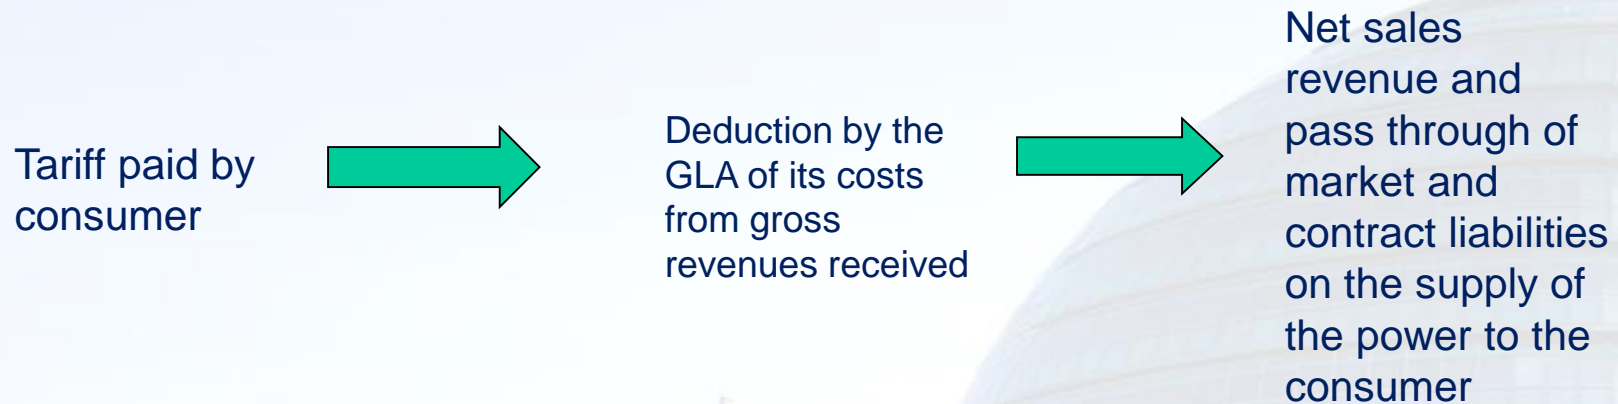 Tariff paid by
consumer
Deduction by the
GLA of its costs
from gross
revenues received
Net sales
revenue and
pass through of
market and
contract liabilities
on the supply of
the power to the
consumer